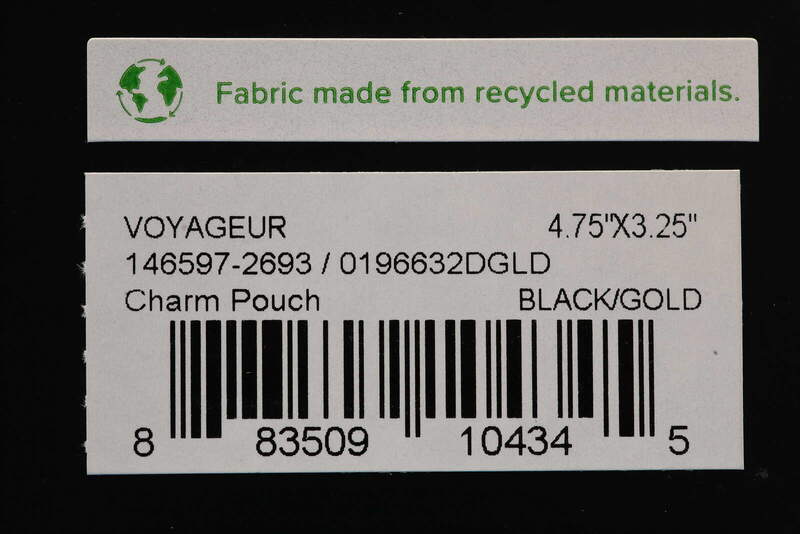 Fabric made from recycled materials.
VOYAGEUR 4.75"X3.25"
146597-2693 / 0196632DGLD
Charm Pouch BLACK/GOLD
8 83509 10434 5